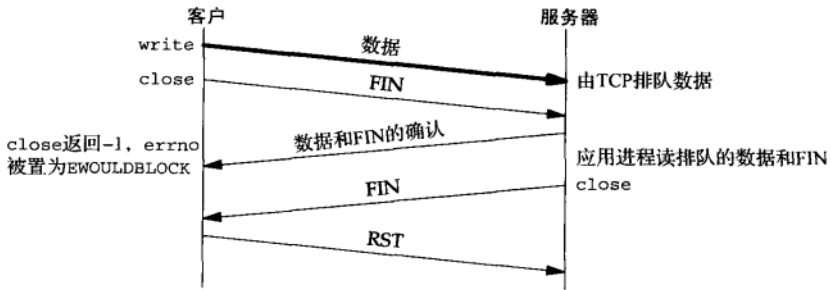 客户
服务器
write
数据
close
FIN
由TCP排队数据
数据和FIN的确认
close返回-1, errno
被置为EWOULDBLOCK
应用进程读排队的数据和FIN
FIN
close
RST